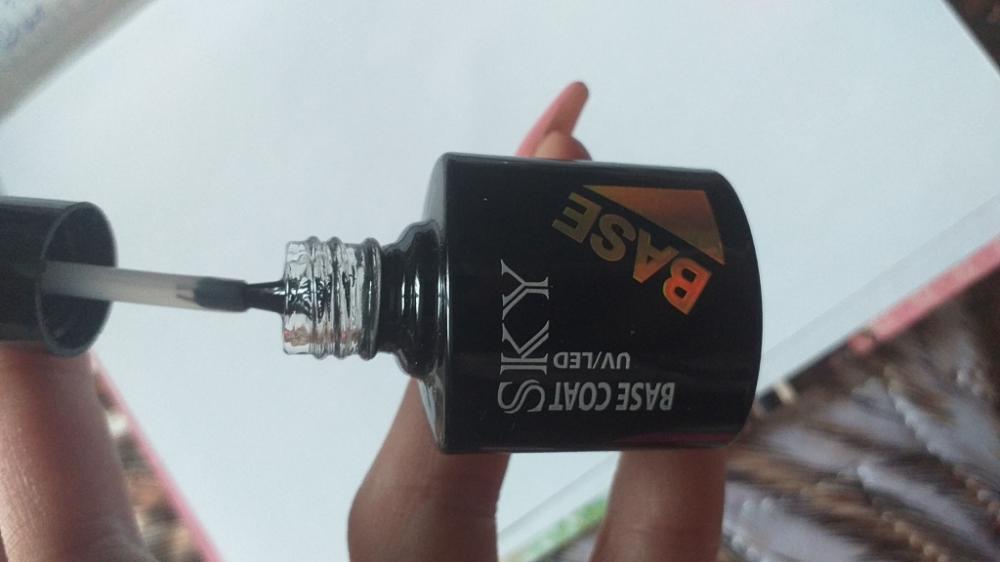 SKY
BASE
BASE COAT
UV/LED